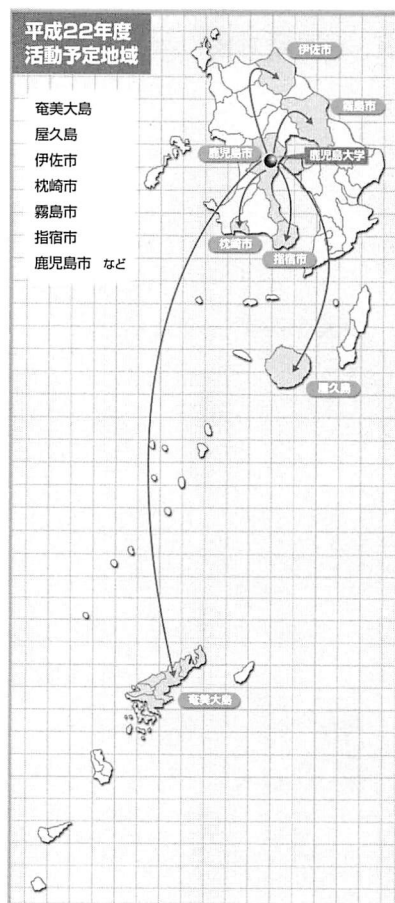 平成22年度
活動予定地域
奄美大島
屋久島
伊佐市
枕崎市
霧島市
指宿市
鹿児島市 など
伊佐市
霧島市
鹿児島市
鹿児島大学
枕崎市
指宿市
屋久島
奄美大島